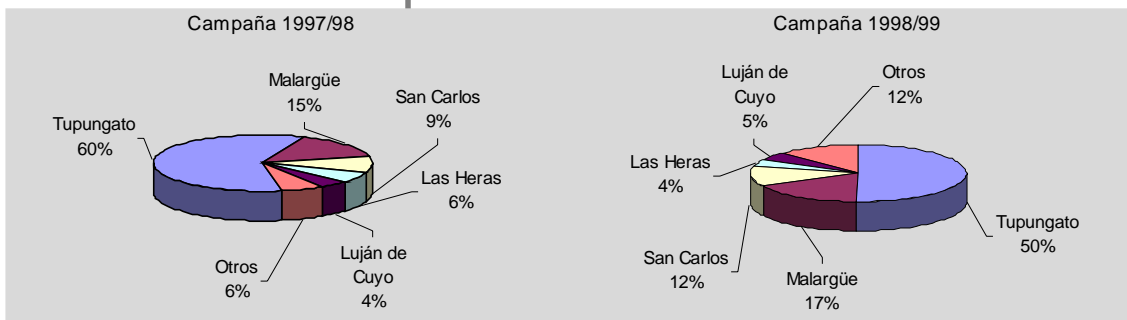 Campaña 1997/98
Malargüe
15%
San Carlos
9%
Tupungato
60%
Las Heras
6%
Luján de
Cuyo
4%
Otros
6%
Campaña 1998/99
Luján de
Cuyo
5%
Otros
12%
Las Heras
4%
Tupungato
50%
San Carlos
12%
Malargüe
17%